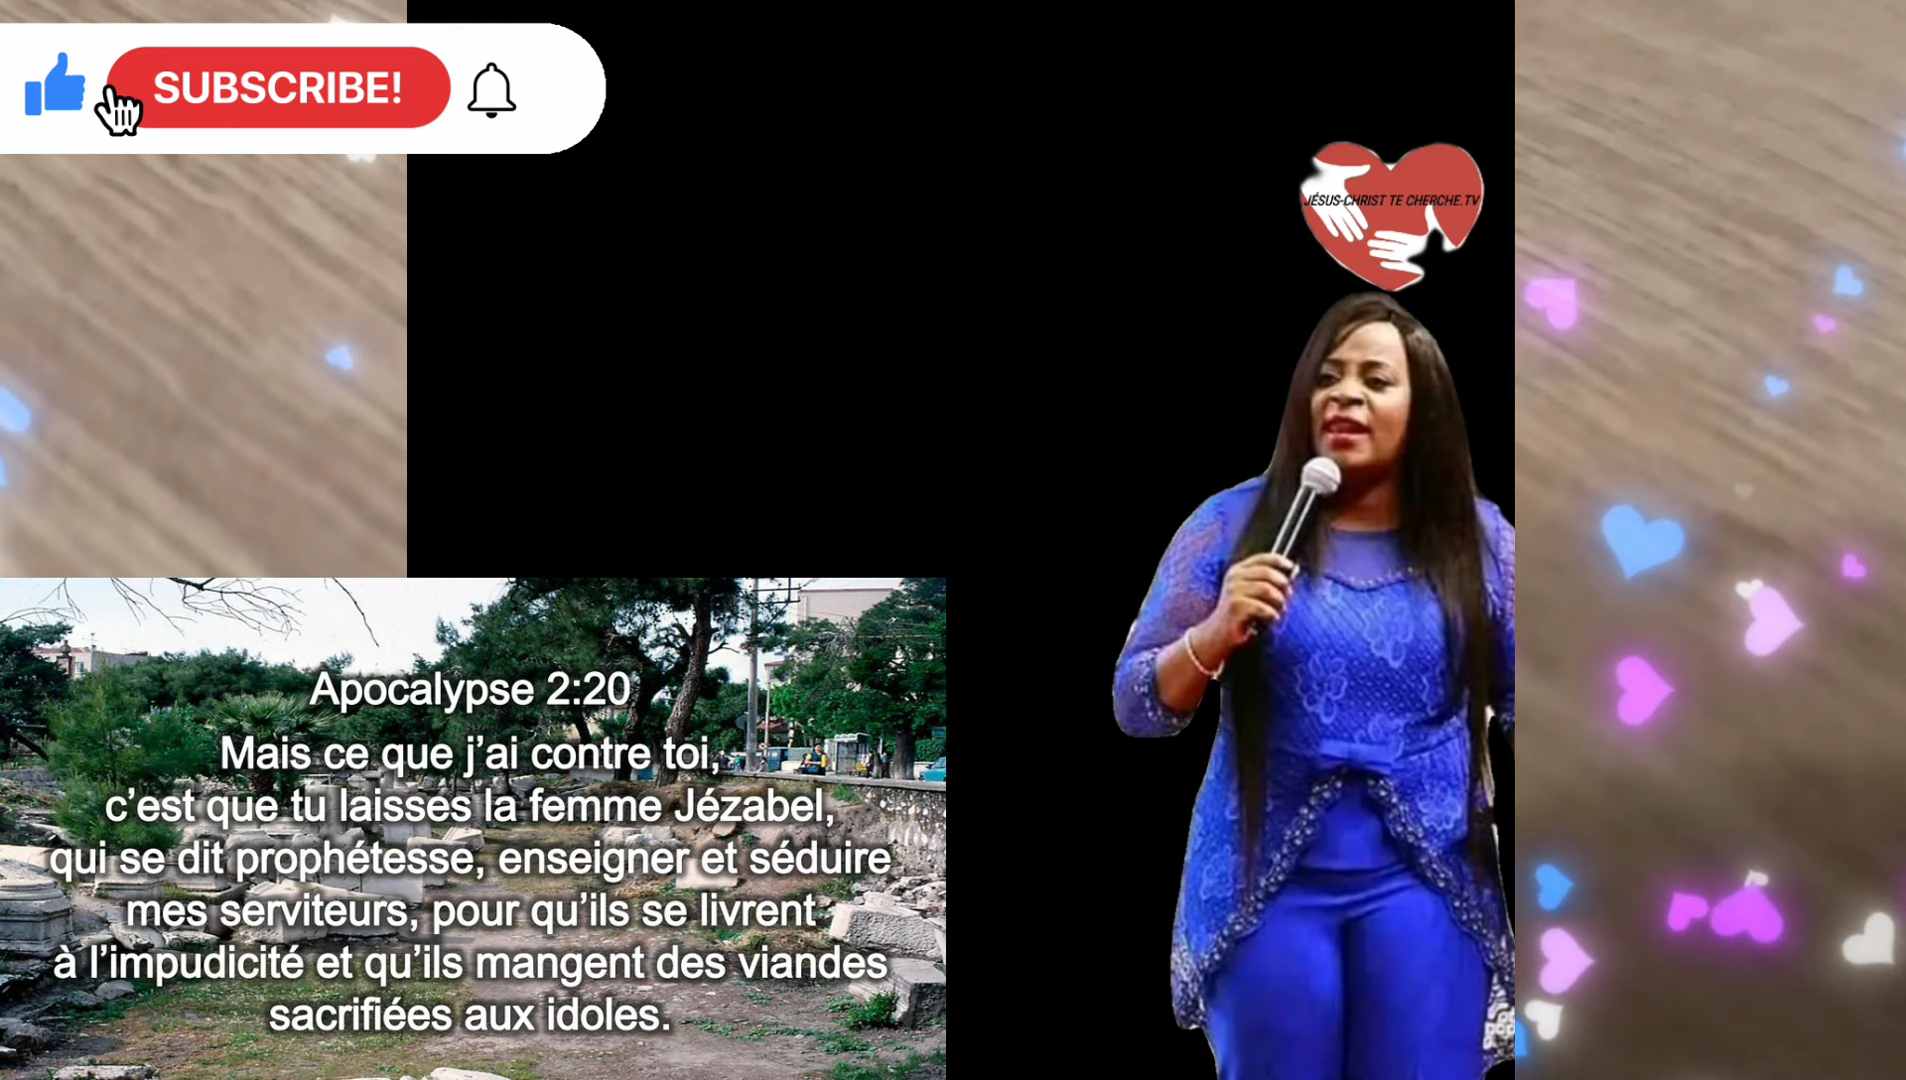 SUBSCRIBE!
JÉSUS-CHRIST TE CHERCHE.TV
Apocalypse 2:20
Mais ce que j’ai contre toi,
c’est que tu laisses la femme Jézabel,
qui se dit prophétesse, enseigner et séduire
mes serviteurs, pour qu’ils se livrent
à l’impudicité et qu’ils mangent des viandes
sacrifiées aux idoles.